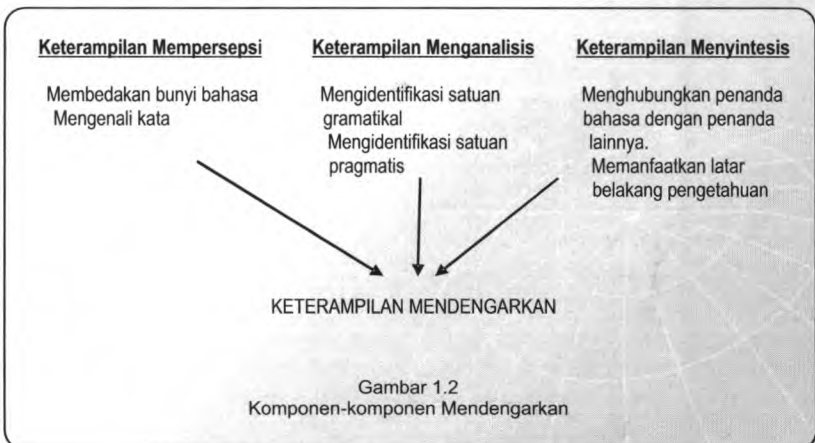 Keterampilan Mempersepsi
Membedakan bunyi bahasa
Mengenali kata
Keterampilan Menganalisis
Mengidentifikasi satuan
gramatikal
Mengidentifikasi satuan
pragmatis
Keterampilan Menyintesis
Menghubungkan penanda
bahasa dengan penanda
lainnya.
Memanfaatkan latar
belakang pengetahuan
KETERAMPILAN MENDENGARKAN
Gambar 1.2
Komponen-komponen Mendengarkan